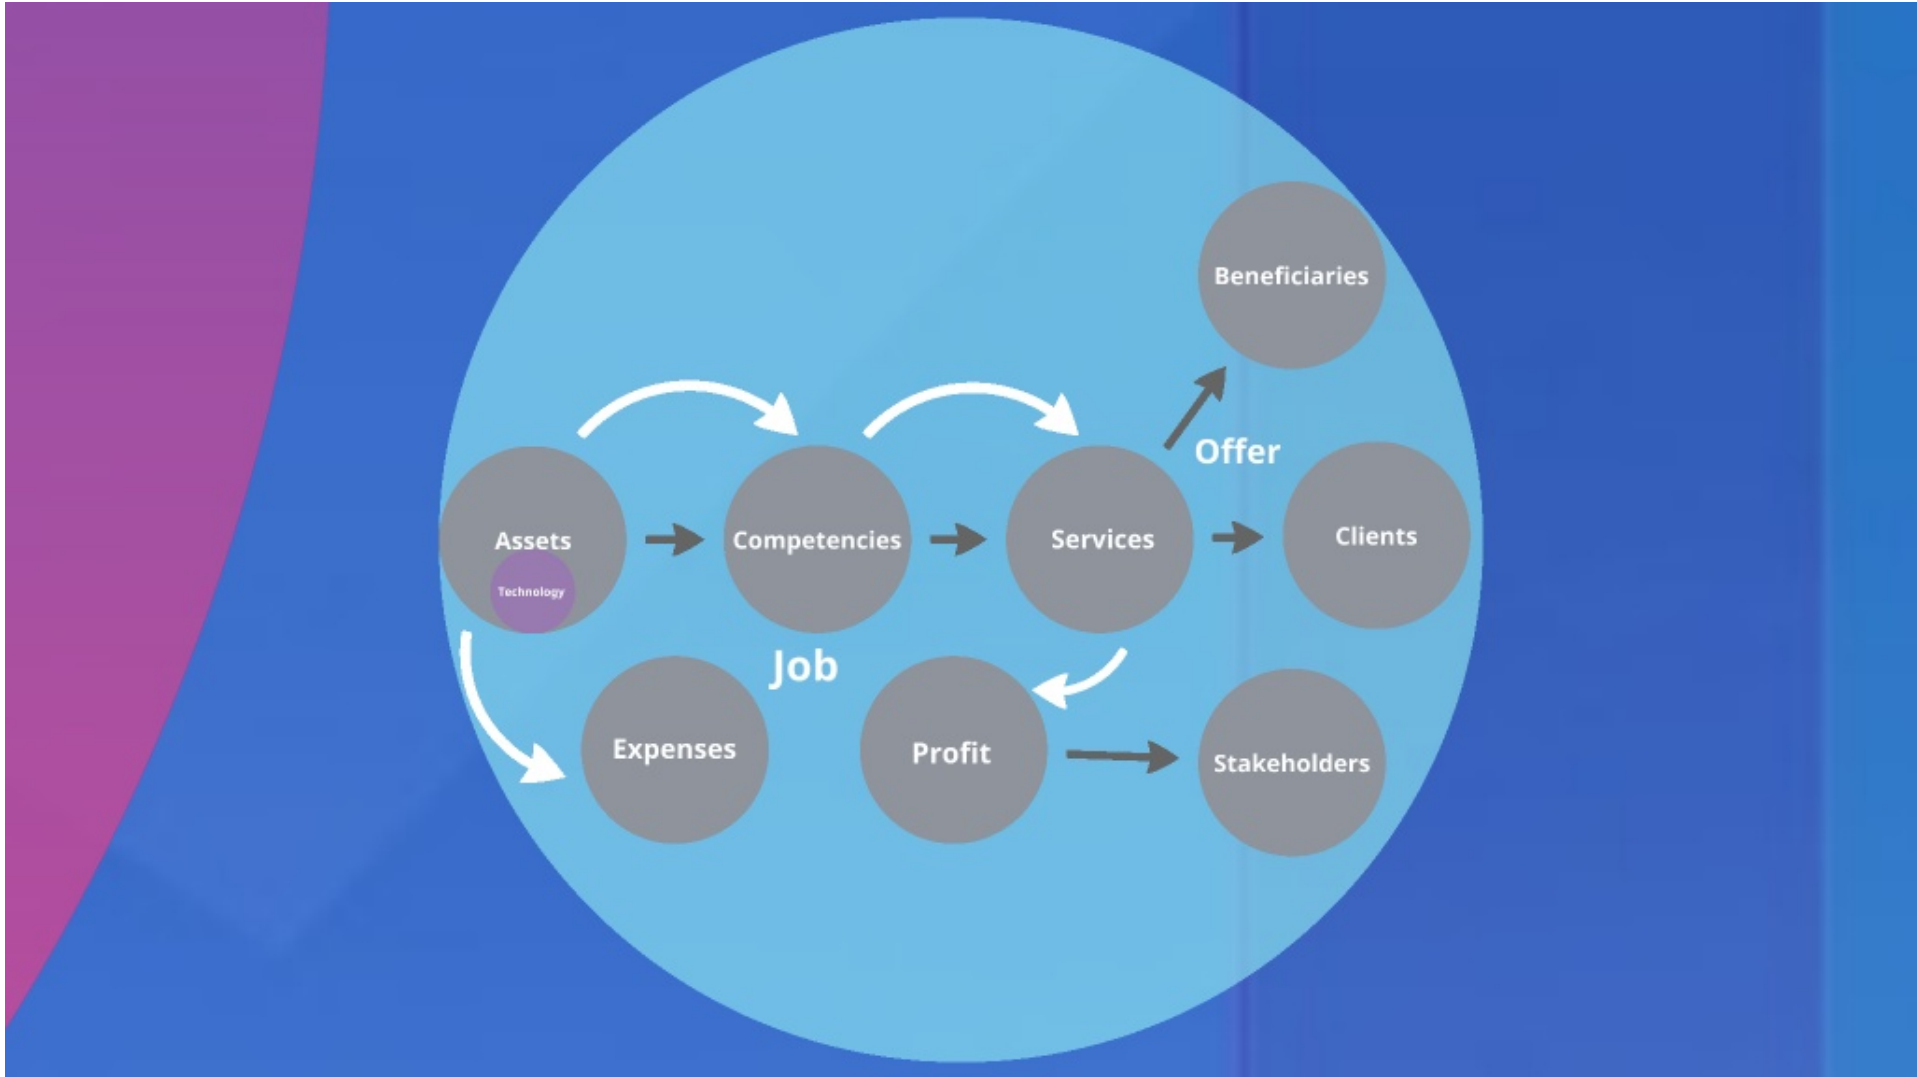 Beneficiaries
Offer
Assets
Technology
Competencies
Services
Clients
Job
Expenses
Profit
Stakeholders